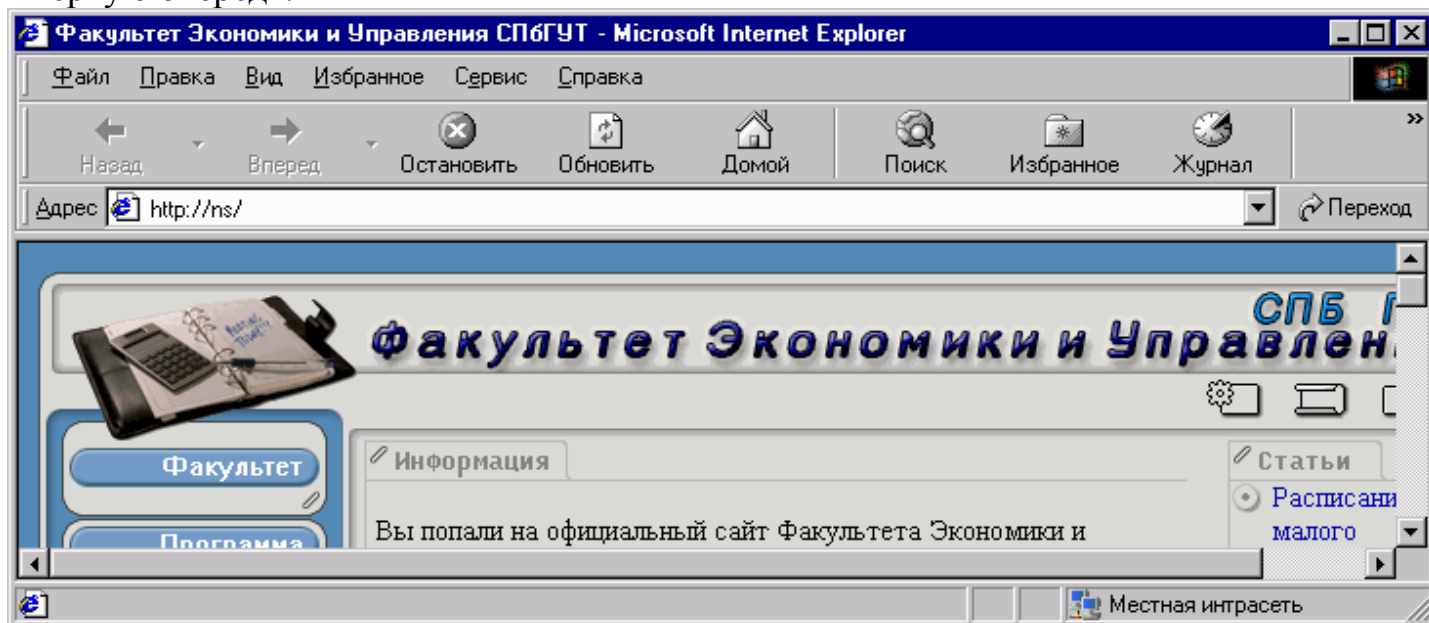 Факультет Экономики и Управления СПбГУТ - Microsoft Internet Explorer
Файл Правка Вид Избранное Сервис Справка
Назад Вперед Остановить Обновить Домой Поиск Избранное Журнал »
Адрес http://ns/ Переход
СПБ
Факультет Экономики и Управлен
Факультет
Информация
Статьи
Расписани
Вы попали на официальный сайт Факультета Экономики и
малого
Программа
Местная интрасеть